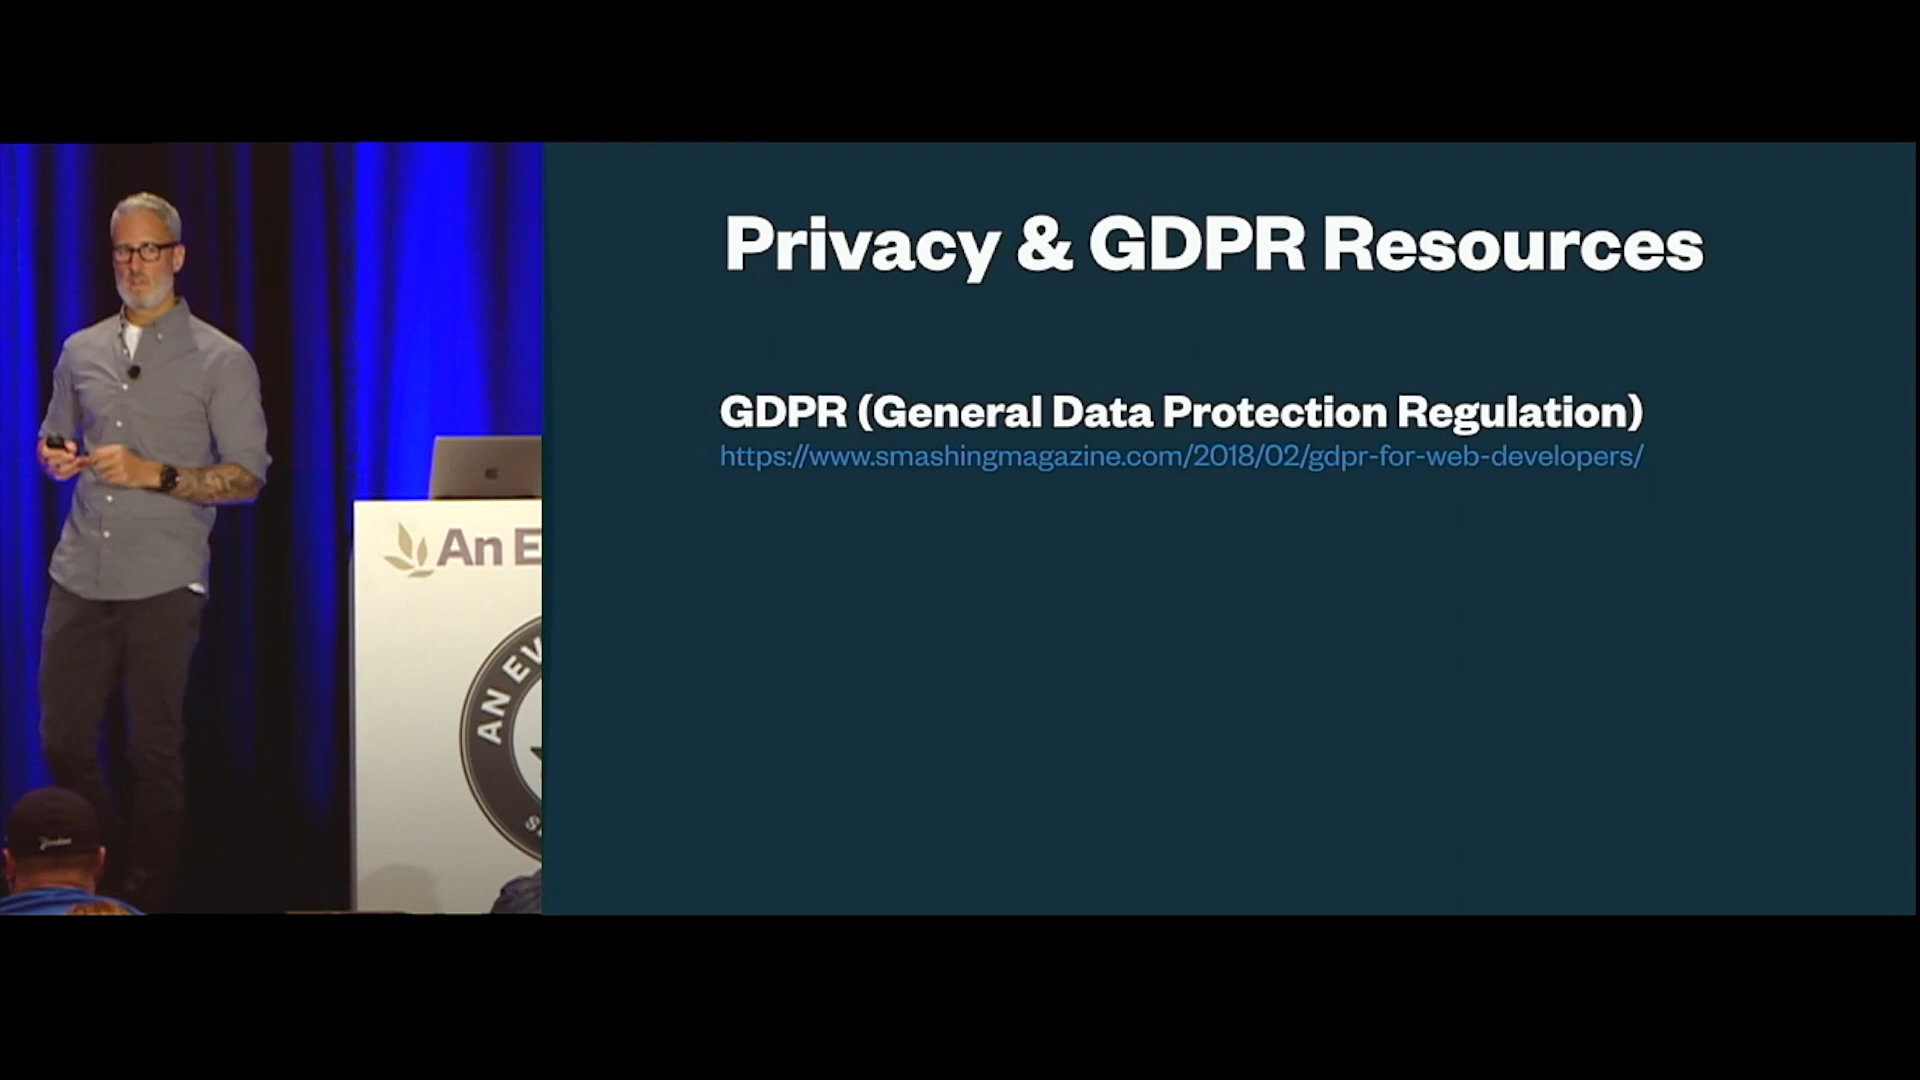 Privacy & GDPR Resources
GDPR (General Data Protection Regulation)
https://www.smashingmagazine.com/2018/02/gdpr-for-web-developers/
An E
AN EV